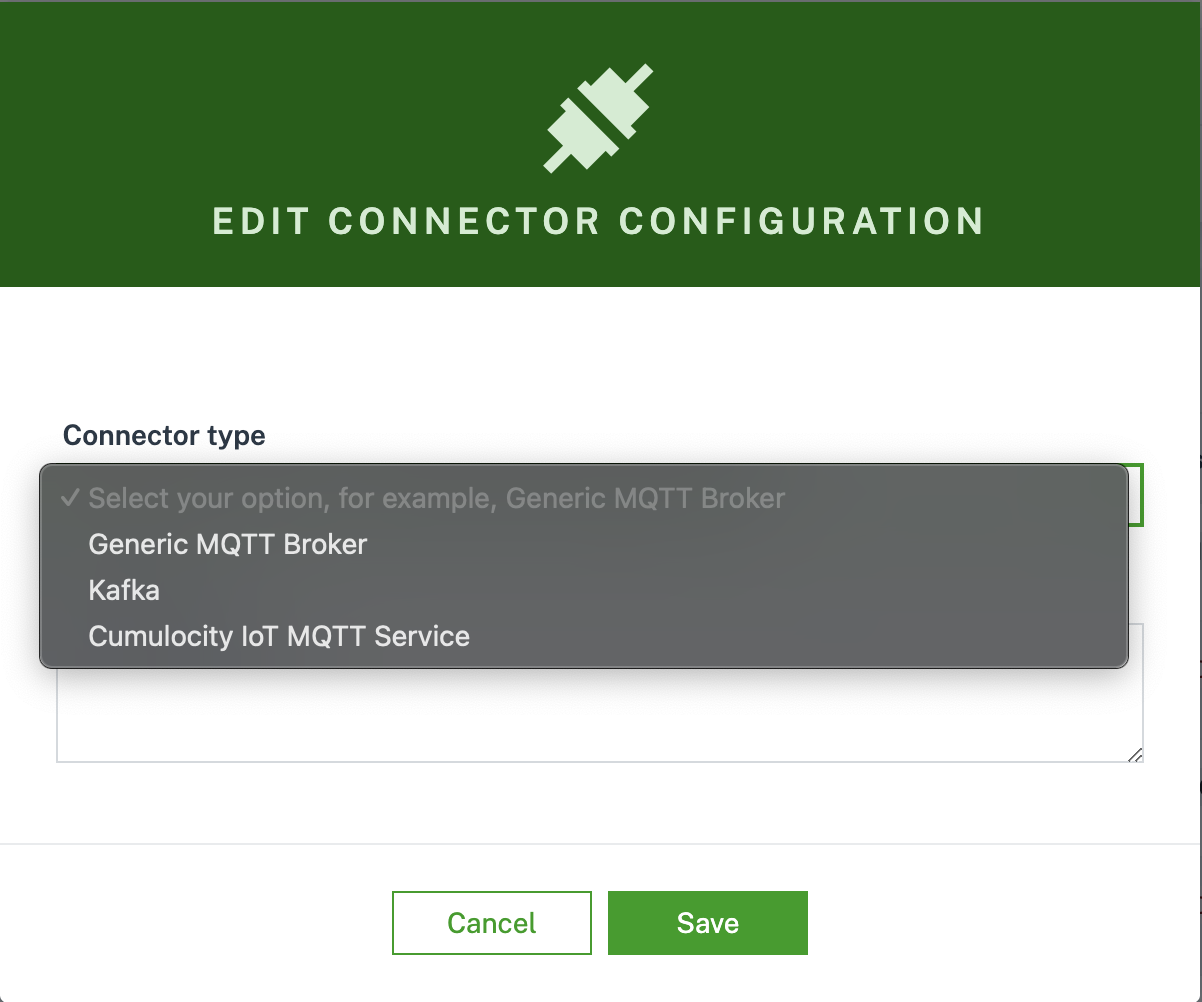 EDIT CONNECTOR CONFIGURATION
Connector type
Select your option, for example, Generic MQTT Broker
Generic MQTT Broker
Kafka
Cumulocity IoT MQTT Service
Cancel
Save